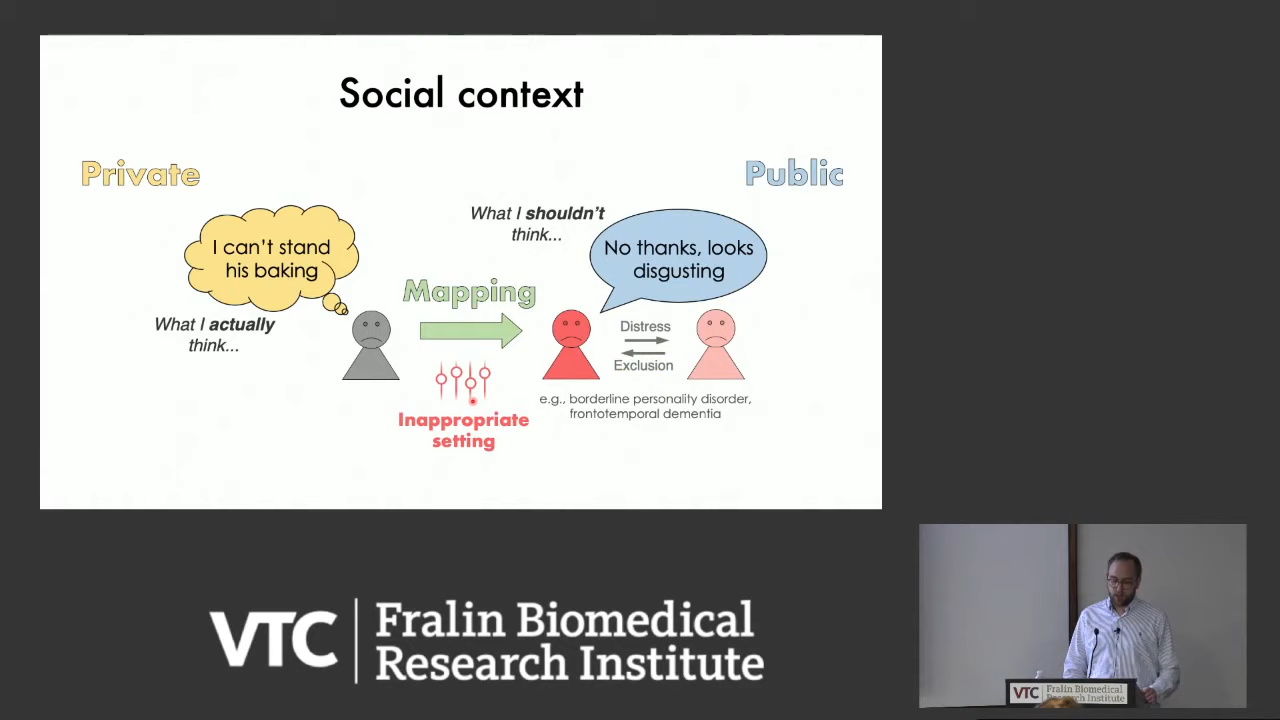 Social context
Private
Public
What I shouldn't
think...
I can't stand
his baking
No thanks, looks
disgusting
Mapping
What I actually
think...
Distress
Exclusion
e.g., borderline personality disorder,
frontotemporal dementia
Inappropriate
setting
VTC
Fralin Biomedical
Research Institute
VTC
Fralin Biomedical
Research Institute